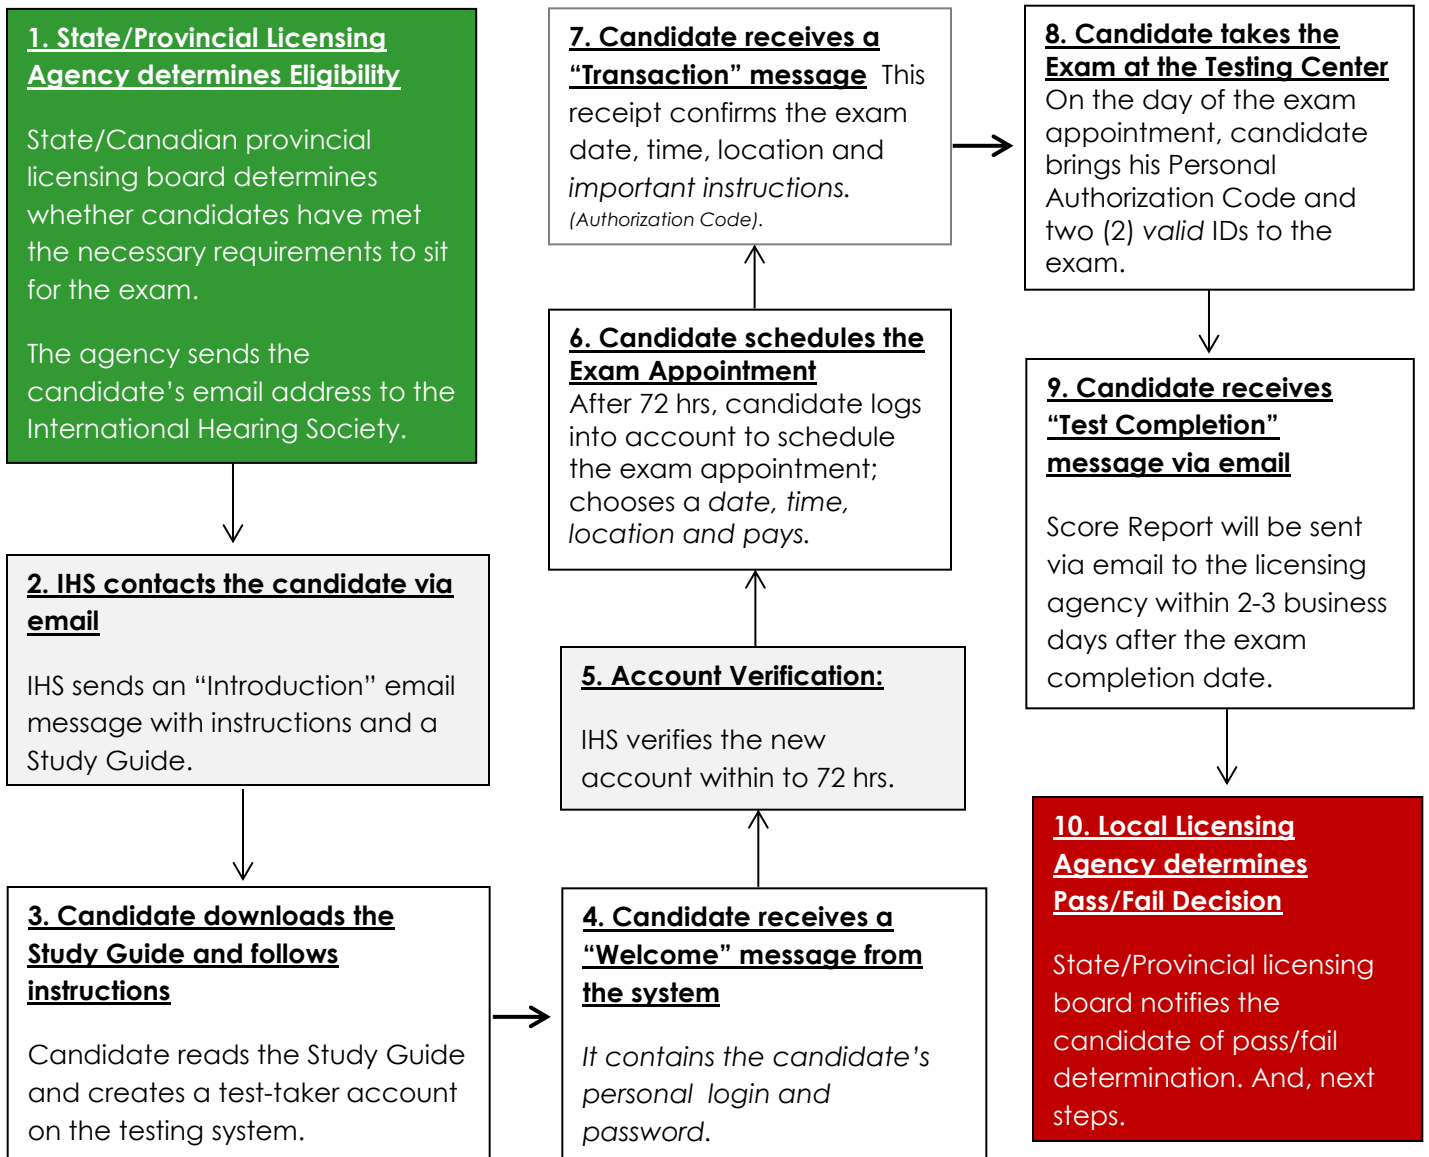 1. State/Provincial Licensing
Agency determines Eligibility
State/Canadian provincial
licensing board determines
whether candidates have met
the necessary requirements to sit
for the exam.
The agency sends the
candidate’s email address to the
International Hearing Society.
2. IHS contacts the candidate via
email
IHS sends an “Introduction” email
message with instructions and a
Study Guide.
3. Candidate downloads the
Study Guide and follows
instructions
Candidate reads the Study Guide
and creates a test-taker account
on the testing system.
4. Candidate receives a
“Welcome” message from
the system
It contains the candidate’s
personal login and
password.
5. Account Verification:
IHS verifies the new
account within to 72 hrs.
6. Candidate schedules the
Exam Appointment
After 72 hrs, candidate logs
into account to schedule
the exam appointment;
chooses a date, time,
location and pays.
7. Candidate receives a
“Transaction” message This
receipt confirms the exam
date, time, location and
important instructions.
(Authorization Code).
8. Candidate takes the
Exam at the Testing Center
On the day of the exam
appointment, candidate
brings his Personal
Authorization Code and
two (2) valid IDs to the
exam.
9. Candidate receives
“Test Completion”
message via email
Score Report will be sent
via email to the licensing
agency within 2-3 business
days after the exam
completion date.
10. Local Licensing
Agency determines
Pass/Fail Decision
State/Provincial licensing
board notifies the
candidate of pass/fail
determination. And, next
steps.